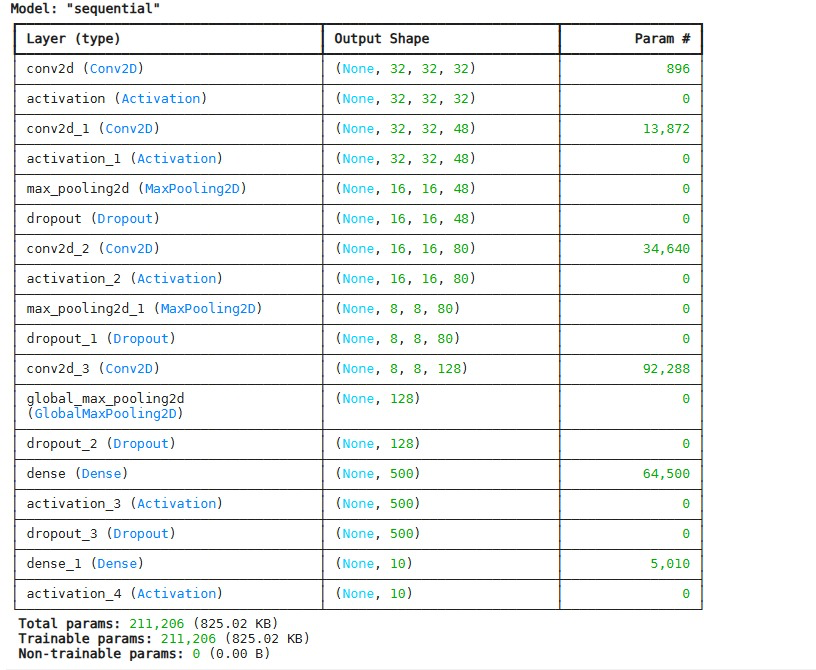 Model: "sequential"
Layer (type) Output Shape Param #
conv2d (Conv2D) (None, 32, 32, 32) 896
activation (Activation) (None, 32, 32, 32) 0
conv2d_1 (Conv2D) (None, 32, 32, 48) 13,872
activation_1 (Activation) (None, 32, 32, 48) 0
max_pooling2d (MaxPooling2D) (None, 16, 16, 48) 0
dropout (Dropout) (None, 16, 16, 48) 0
conv2d_2 (Conv2D) (None, 16, 16, 80) 34,640
activation_2 (Activation) (None, 16, 16, 80) 0
max_pooling2d_1 (MaxPooling2D) (None, 8, 8, 80) 0
dropout_1 (Dropout) (None, 8, 8, 80) 0
conv2d_3 (Conv2D) (None, 8, 8, 128) 92,288
global_max_pooling2d (None, 128) 0
(GlobalMaxPooling2D)
dropout_2 (Dropout) (None, 128) 0
dense (Dense) (None, 500) 64,500
activation_3 (Activation) (None, 500) 0
dropout_3 (Dropout) (None, 500) 0
dense_1 (Dense) (None, 10) 5,010
activation_4 (Activation) (None, 10) 0
Total params: 211,206 (825.02 KB)
Trainable params: 211,206 (825.02 KB)
Non-trainable params: 0 (0.00 B)